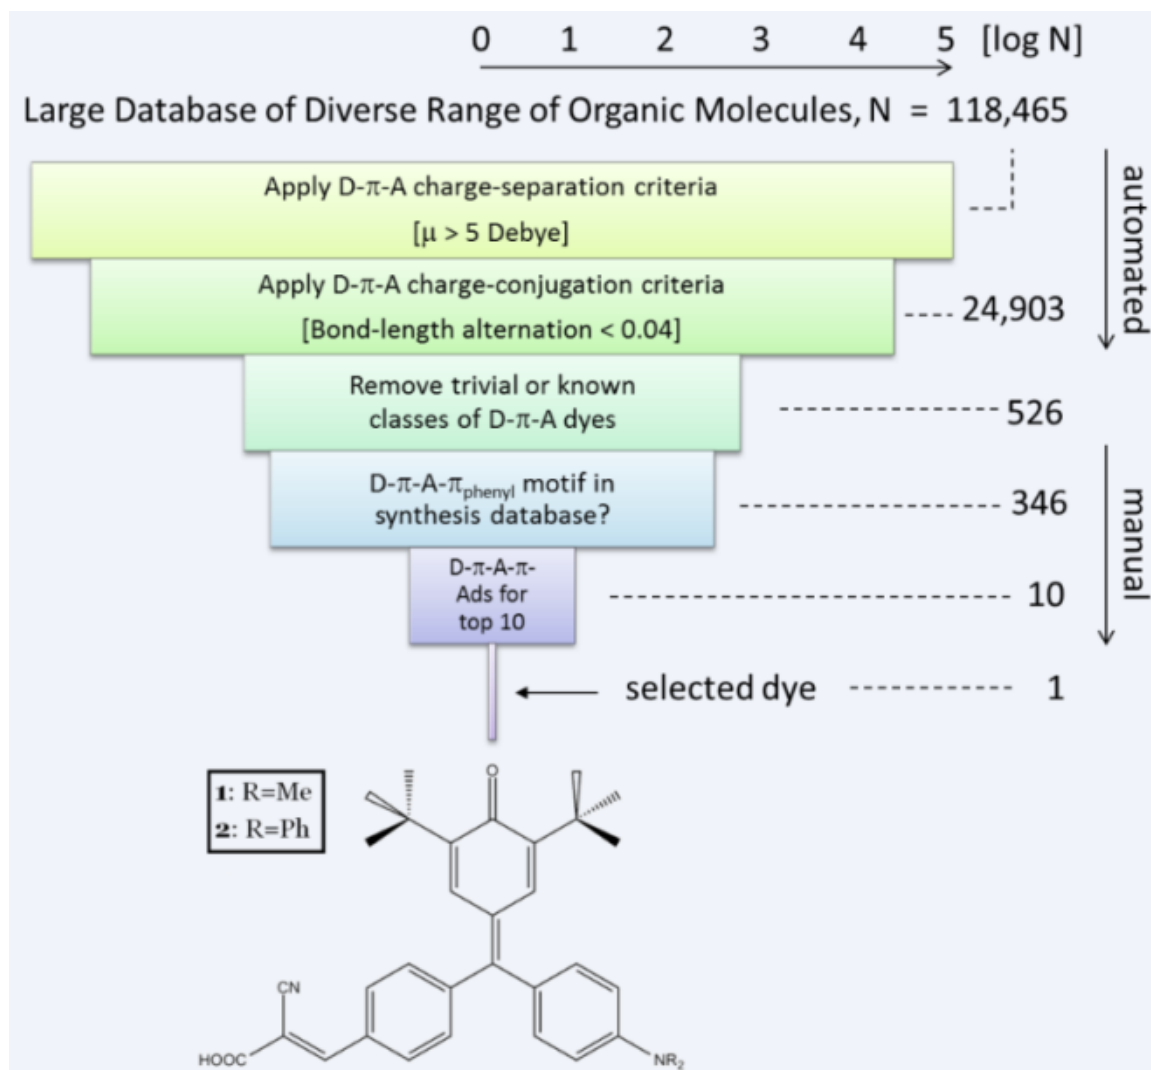 0 1 2 3 4 5 [log N]
Large Database of Diverse Range of Organic Molecules, N = 118,465
Apply D-π-A charge-separation criteria
[μ > 5 Debye]
Apply D-π-A charge-conjugation criteria
[Bond-length alternation < 0.04]
24,903
automated
Remove trivial or known
classes of D-π-A dyes
526
D-π-A-πphenyl motif in
synthesis database?
346
D-π-A-π-
Ads for
top 10
10
manual
selected dye
1
1: R=Me
2: R=Ph
O
CN
HOOC
NR2